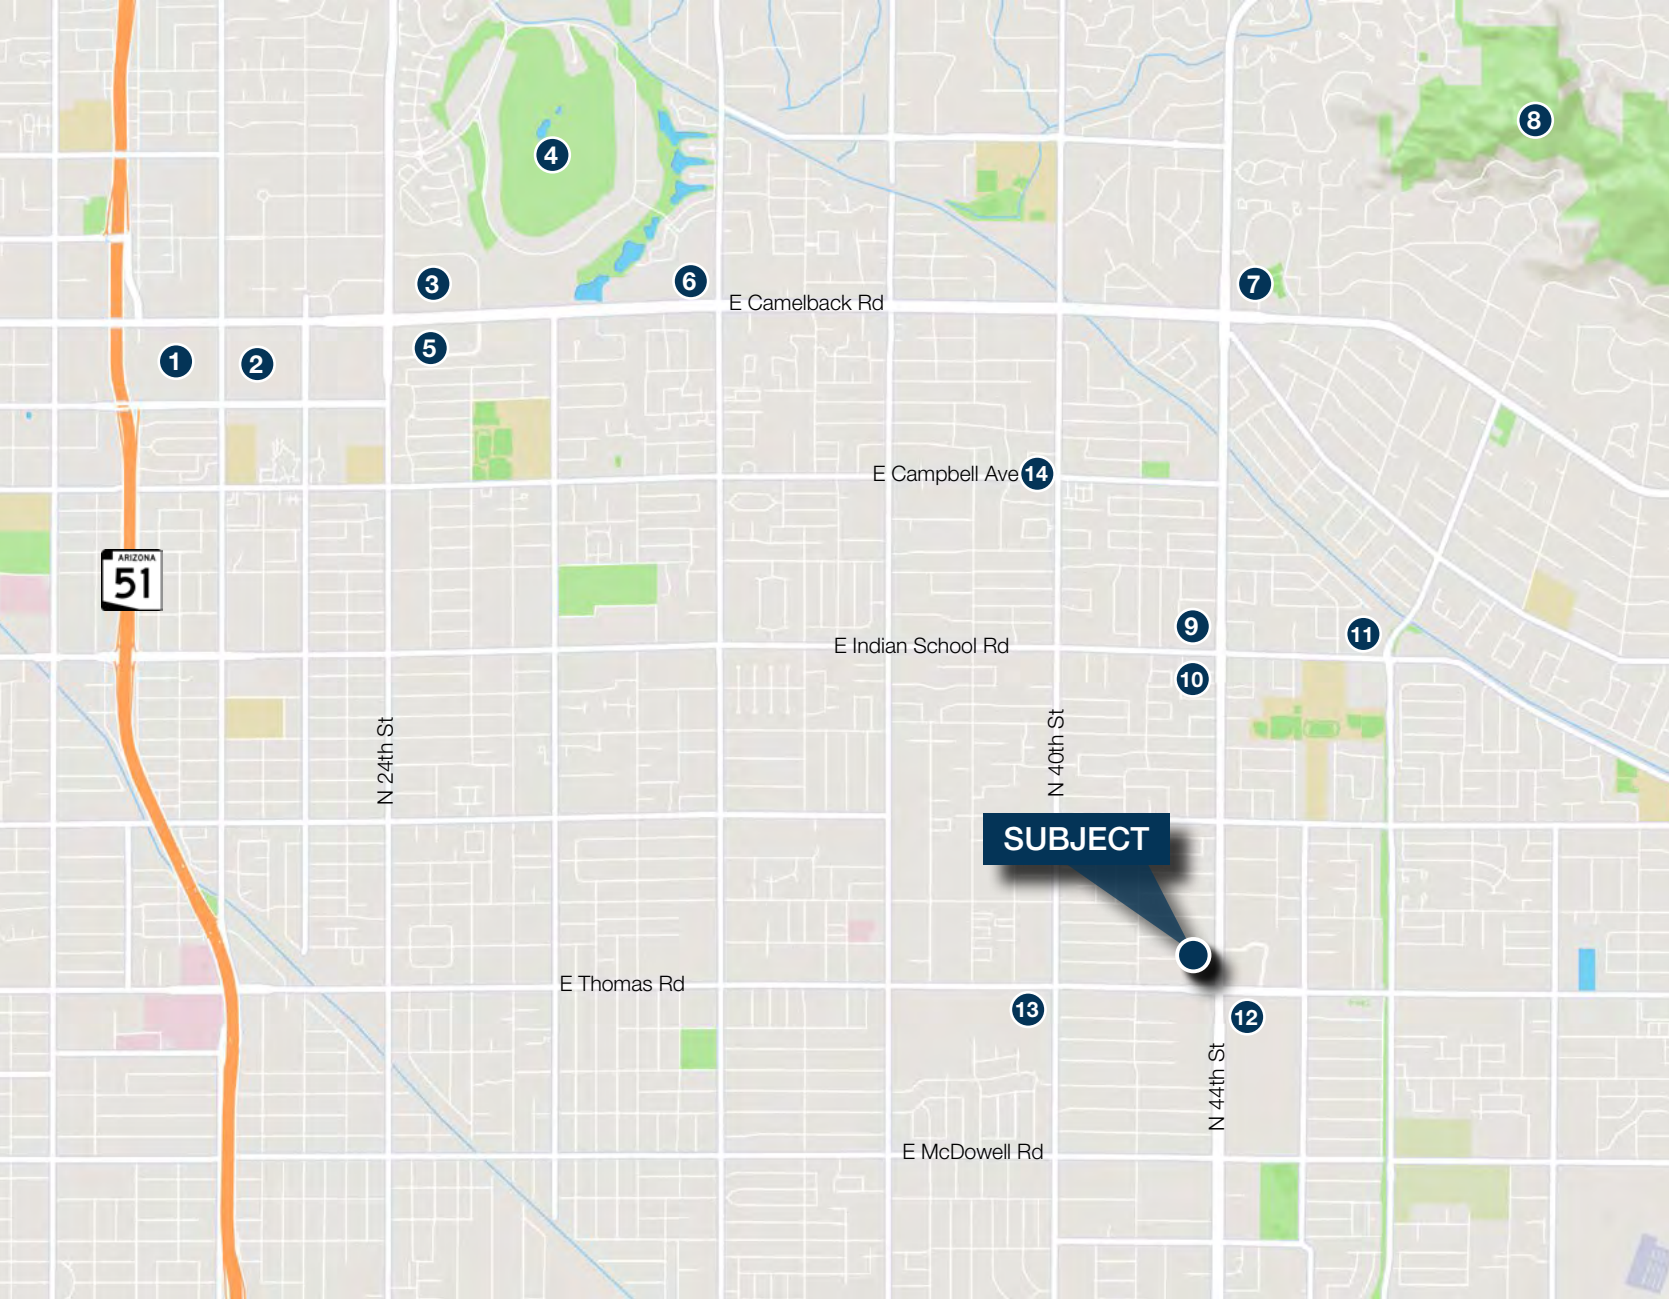 8
4
6
3
7
E Camelback Rd
5
1
2
E Campbell Ave
14
ARIZONA
51
9
11
E Indian School Rd
10
N 24th St
N 40th St
SUBJECT
E Thomas Rd
13
12
N 44th St
E McDowell Rd